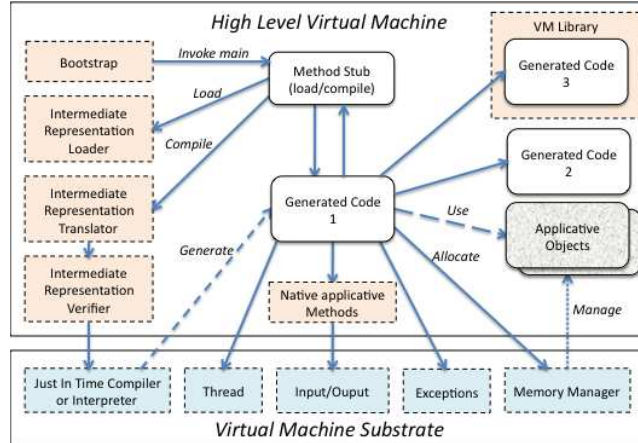 High Level Virtual Machine
VM Library
Bootstrap
Invoke main
Method Stub
(load/compile)
Generated Code
3
Load
Intermediate
Representation
Loader
Compile
Generated Code
2
Intermediate
Representation
Translator
Generate
Generated Code
1
Use
Applicative
Objects
Allocate
Intermediate
Representation
Verifier
Native applicative
Methods
Manage
Just In Time Compiler
or Interpreter
Thread
Input/Ouput
Exceptions
Memory Manager
Virtual Machine Substrate